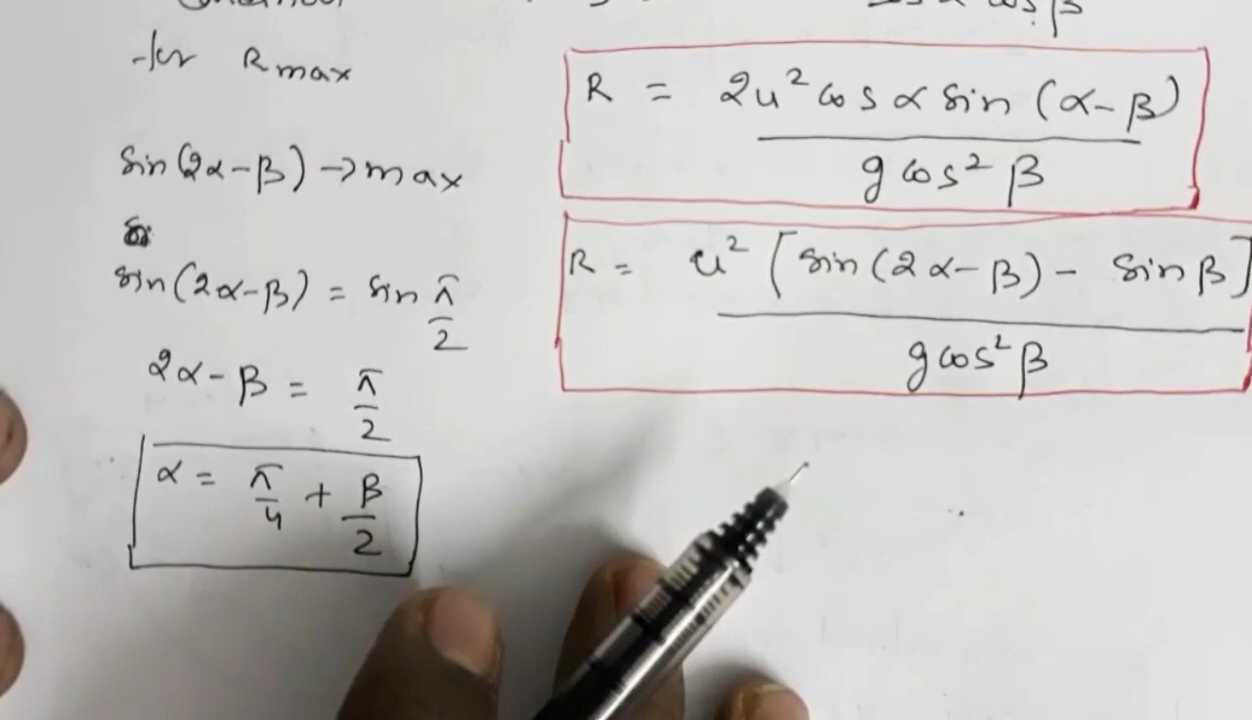 for Rmax
sin(2α-β) → max
sin(2α-β) = sin π/2
2α-β = π/2
α = π/4 + β/2
R = 2u² cos α sin (α-β) / g cos² β
R = u² [sin(2α-β) - sin β] / g cos² β